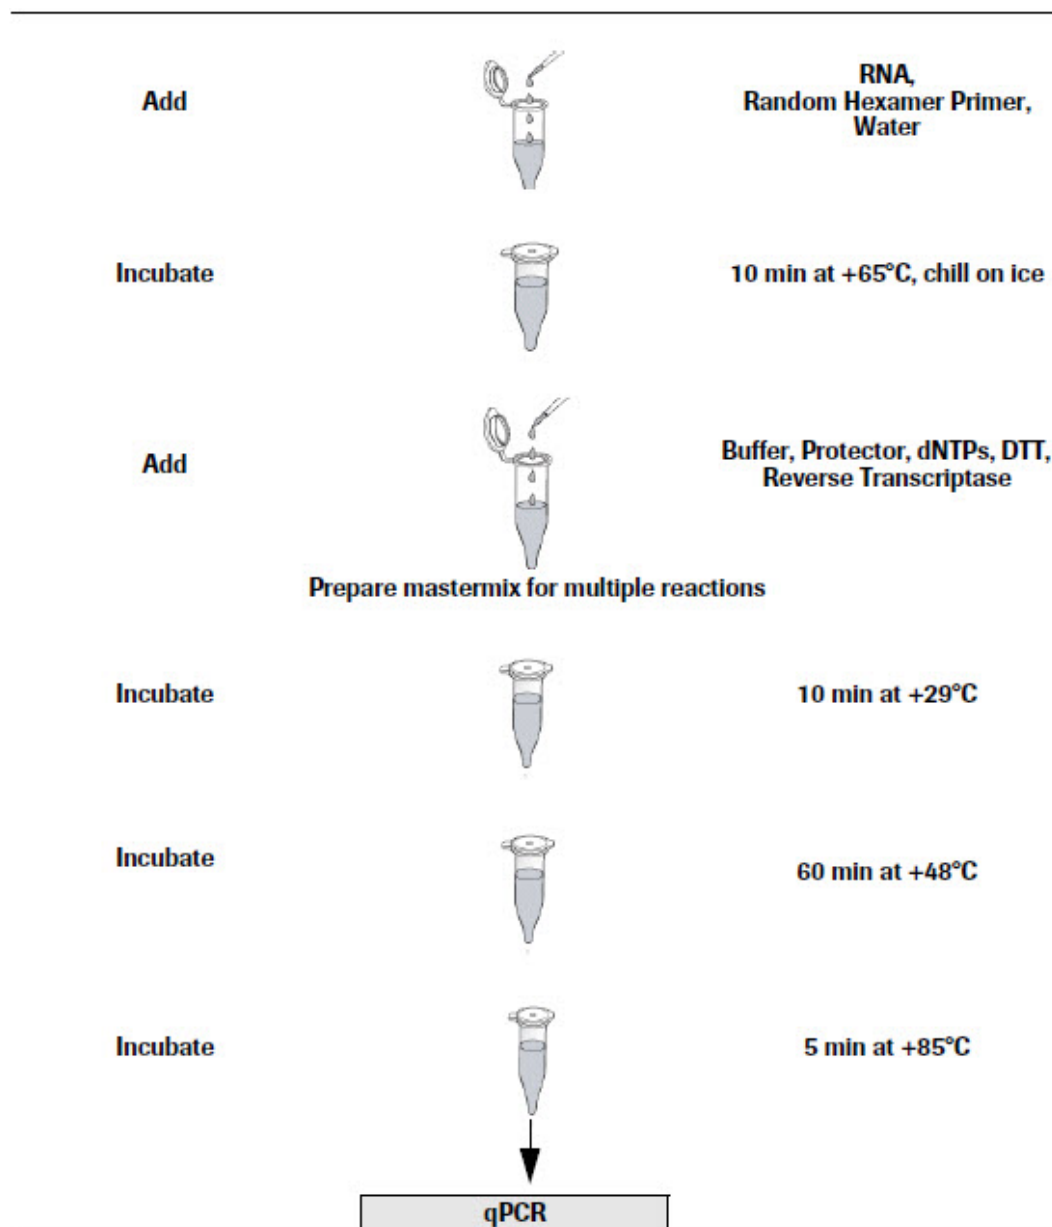 Add
RNA,
Random Hexamer Primer,
Water
Incubate
10 min at +65°C, chill on ice
Add
Buffer, Protector, dNTPs, DTT,
Reverse Transcriptase
Prepare mastermix for multiple reactions
Incubate
10 min at +29°C
Incubate
60 min at +48°C
Incubate
5 min at +85°C
qPCR